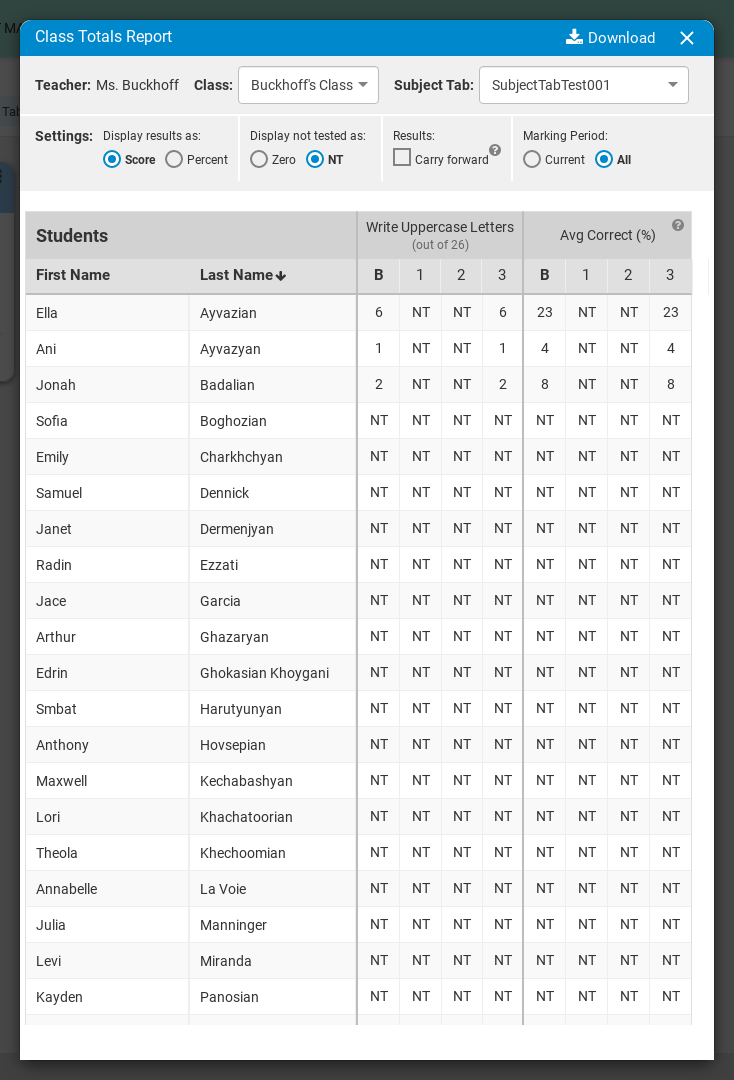 Class Totals Report Download
Teacher: Ms. Buckhoff Class: Buckhoff's Class Subject Tab: SubjectTabTest001
Settings: Display results as: Display not tested as: Results: Marking Period:
Score Percent Zero NT Carry forward ? Current All
Students Write Uppercase Letters (out of 26) Avg Correct (%) ?
First Name Last Name B 1 2 3 B 1 2 3
Ella Ayvazian 6 NT NT 6 23 NT NT 23
Ani Ayvazyan 1 NT NT 1 4 NT NT 4
Jonah Badalian 2 NT NT 2 8 NT NT 8
Sofia Boghozian NT NT NT NT NT NT NT NT
Emily Charkhchyan NT NT NT NT NT NT NT NT
Samuel Dennick NT NT NT NT NT NT NT NT
Janet Dermenjyan NT NT NT NT NT NT NT NT
Radin Ezzati NT NT NT NT NT NT NT NT
Jace Garcia NT NT NT NT NT NT NT NT
Arthur Ghazaryan NT NT NT NT NT NT NT NT
Edrin Ghokasian Khoygani NT NT NT NT NT NT NT NT
Smbat Harutyunyan NT NT NT NT NT NT NT NT
Anthony Hovsepian NT NT NT NT NT NT NT NT
Maxwell Kechabashyan NT NT NT NT NT NT NT NT
Lori Khachatoorian NT NT NT NT NT NT NT NT
Theola Khechoomian NT NT NT NT NT NT NT NT
Annabelle La Voie NT NT NT NT NT NT NT NT
Julia Manninger NT NT NT NT NT NT NT NT
Levi Miranda NT NT NT NT NT NT NT NT
Kayden Panosian NT NT NT NT NT NT NT NT